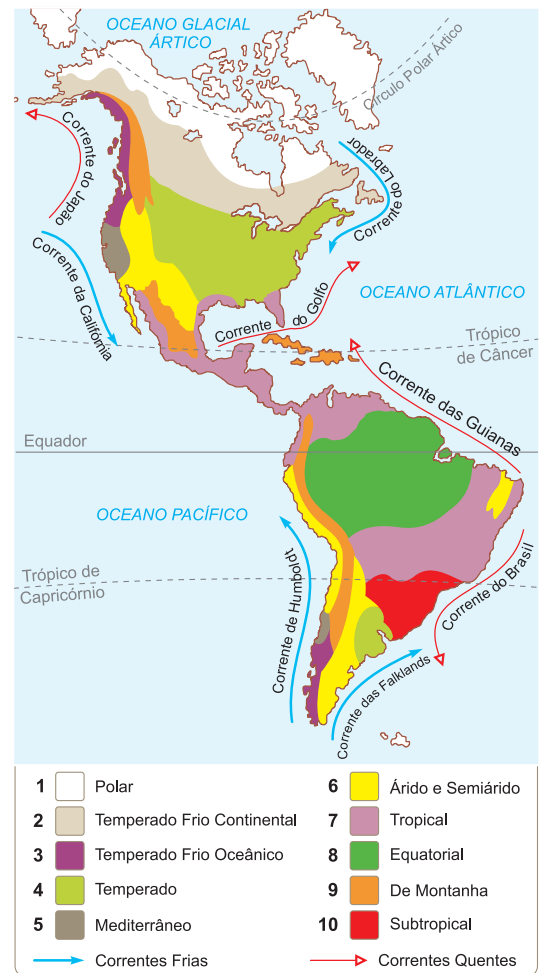 OCEANO GLACIAL
ÁRTICO
Círculo Polar Ártico
Corrente do Japão
Corrente do Labrador
Corrente da Califórnia
Corrente do Golfo
OCEANO ATLÂNTICO
Trópico
de Câncer
Corrente das Guianas
Equador
OCEANO PACÍFICO
Trópico de
Capricórnio
Corrente de Humboldt
Corrente do Brasil
Corrente das Falklands
1 Polar
2 Temperado Frio Continental
3 Temperado Frio Oceânico
4 Temperado
5 Mediterrâneo
6 Árido e Semiárido
7 Tropical
8 Equatorial
9 De Montanha
10 Subtropical
Correntes Frias
Correntes Quentes